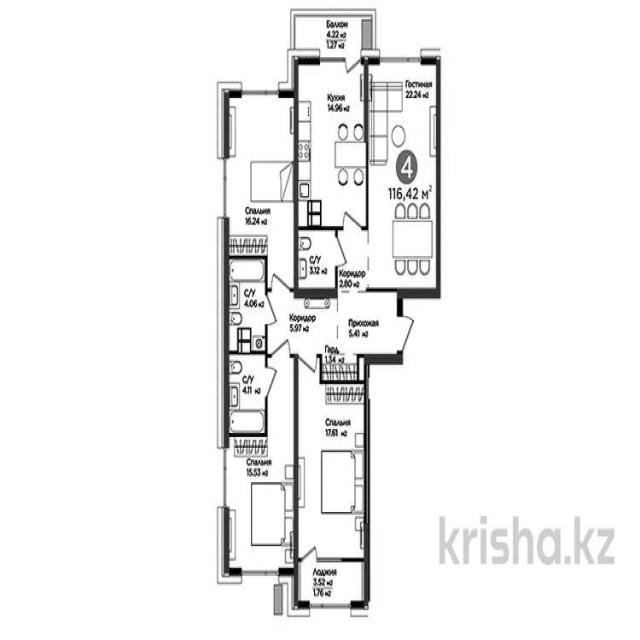 Балкон
4.22 м2
1.27 м2
Кухня
14.96 м2
Гостиная
22.24 м2
4
116,42 м2
Спальня
16.24 м2
С/У
3.12 м2
Коридор
2.80 м2
С/У
4.06 м2
Коридор
5.97 м2
Прихожая
5.41 м2
Гард.
1.34 м2
С/У
4.11 м2
Спальня
17.61 м2
Спальня
15.53 м2
Лоджия
3.52 м2
1.76 м2
krisha.kz